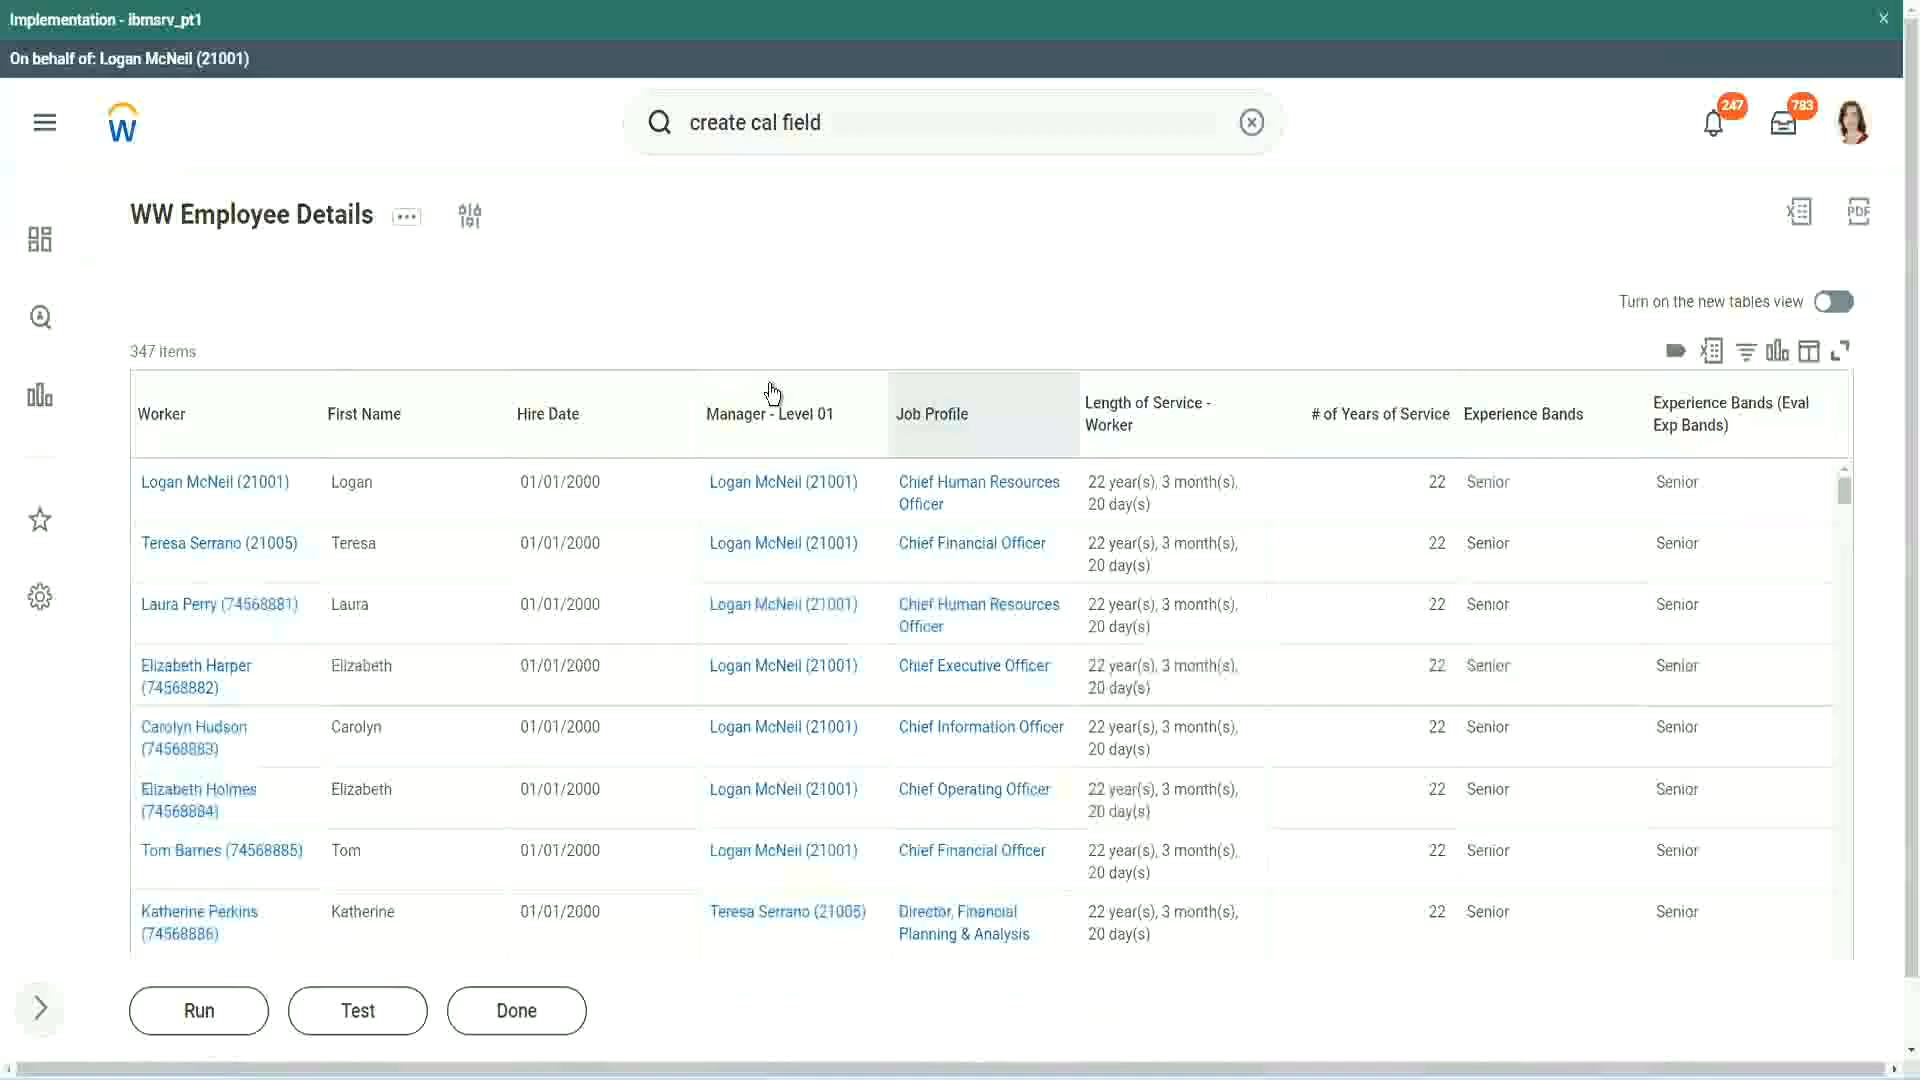 Implementation - ibmsrv_pt1
On behalf of: Logan McNeil (21001)
W
create cal field
247
783
WW Employee Details
X
PDF
Turn on the new tables view
347 items
X
Worker
First Name
Hire Date
Manager - Level 01
Job Profile
Length of Service -
Worker
# of Years of Service
Experience Bands
Experience Bands (Eval
Exp Bands)
Logan McNeil (21001)
Logan
01/01/2000
Logan McNeil (21001)
Chief Human Resources
Officer
22 year(s), 3 month(s),
20 day(s)
22
Senior
Senior
Teresa Serrano (21005)
Teresa
01/01/2000
Logan McNeil (21001)
Chief Financial Officer
22 year(s), 3 month(s),
20 day(s)
22
Senior
Senior
Laura Perry (74568881)
Laura
01/01/2000
Logan McNeil (21001)
Chief Human Resources
Officer
22 year(s), 3 month(s),
20 day(s)
22
Senior
Senior
Elizabeth Harper
(74568882)
Elizabeth
01/01/2000
Logan McNeil (21001)
Chief Executive Officer
22 year(s), 3 month(s),
20 day(s)
22
Senior
Senior
Carolyn Hudson
(74568883)
Carolyn
01/01/2000
Logan McNeil (21001)
Chief Information Officer
22 year(s), 3 month(s),
20 day(s)
22
Senior
Senior
Elizabeth Holmes
(74568884)
Elizabeth
01/01/2000
Logan McNeil (21001)
Chief Operating Officer
22 year(s), 3 month(s),
20 day(s)
22
Senior
Senior
Tom Barnes (74568885)
Tom
01/01/2000
Logan McNeil (21001)
Chief Financial Officer
22 year(s), 3 month(s),
20 day(s)
22
Senior
Senior
Katherine Perkins
(74568886)
Katherine
01/01/2000
Teresa Serrano (21005)
Director, Financial
Planning & Analysis
22 year(s), 3 month(s),
20 day(s)
22
Senior
Senior
Run
Test
Done